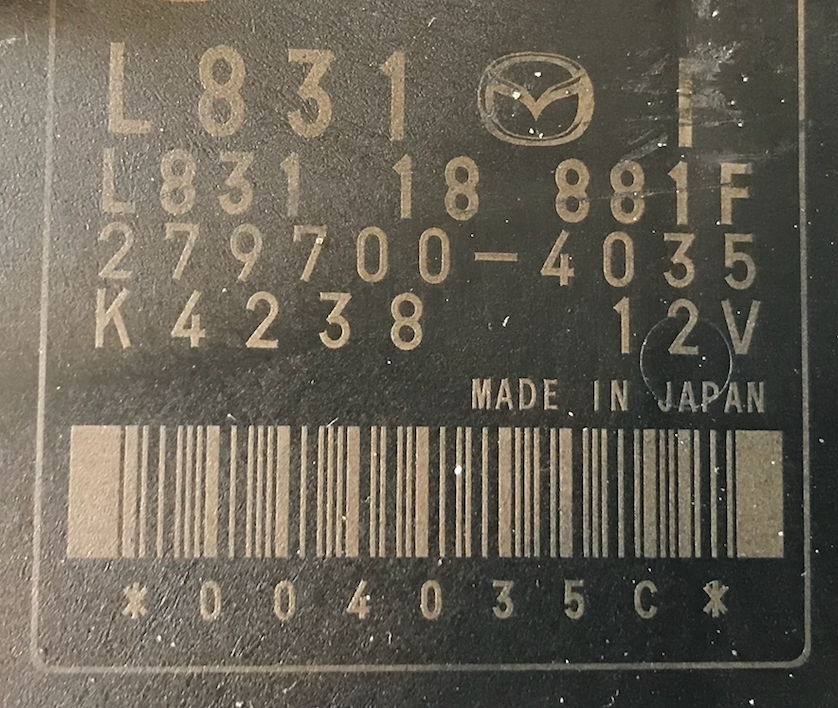 L831
L831 18 881F
279700-4035
K4238 12V
MADE IN JAPAN
*004035C*